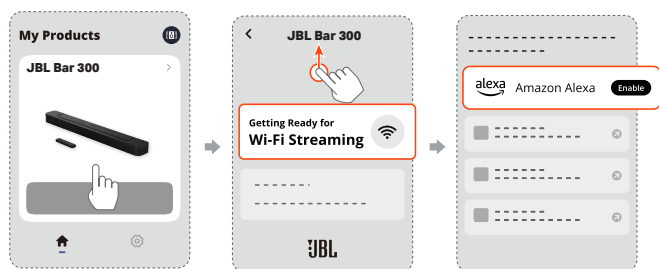 My Products
JBL Bar 300
JBL Bar 300
Getting Ready for
Wi-Fi Streaming
JBL
alexa
Amazon Alexa
Enable